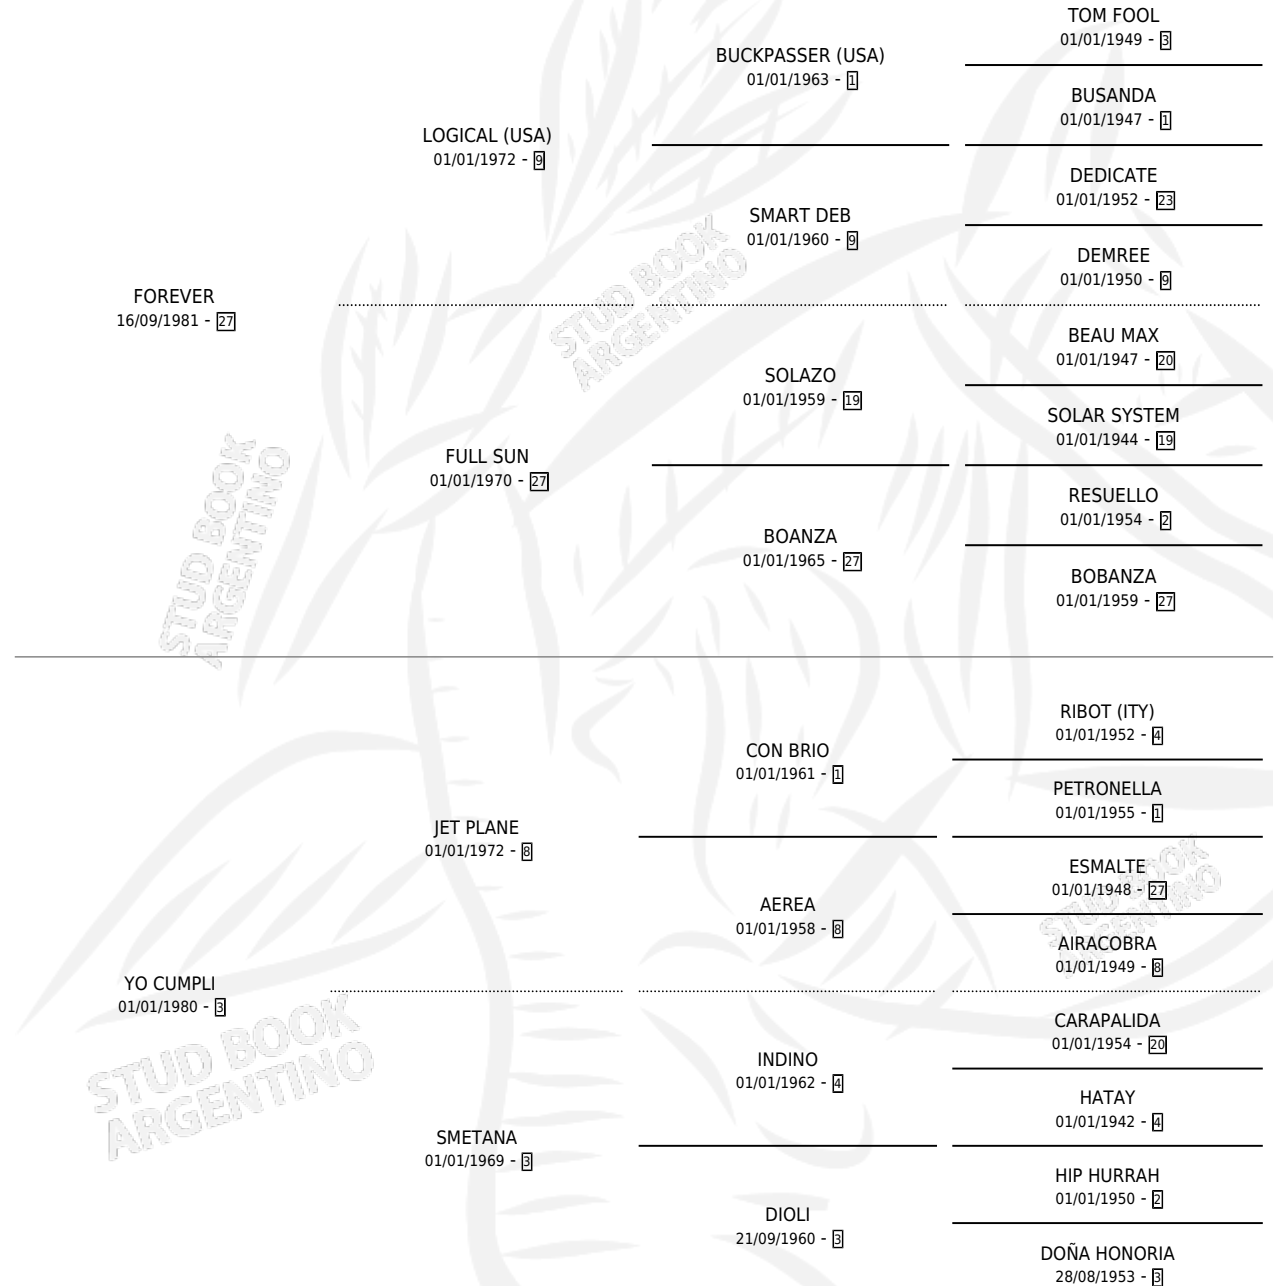 FOREVER
16/09/1981 - 27
LOGICAL (USA)
01/01/1972 - 9
BUCKPASSER (USA)
01/01/1963 - 1
TOM FOOL
01/01/1949 - 3
BUSANDA
01/01/1947 - 1
SMART DEB
01/01/1960 - 9
DEDICATE
01/01/1952 - 23
DEMREE
01/01/1950 - 9
FULL SUN
01/01/1970 - 27
SOLAZO
01/01/1959 - 19
BEAU MAX
01/01/1947 - 20
SOLAR SYSTEM
01/01/1944 - 19
BOANZA
01/01/1965 - 27
RESUELLO
01/01/1954 - 2
BOBANZA
01/01/1959 - 27
YO CUMPLI
01/01/1980 - 3
JET PLANE
01/01/1972 - 8
CON BRIO
01/01/1961 - 1
RIBOT (ITY)
01/01/1952 - 4
PETRONELLA
01/01/1955 - 1
AEREA
01/01/1958 - 8
ESMALTE
01/01/1948 - 27
AIRACOBRA
01/01/1949 - 8
SMETANA
01/01/1969 - 3
INDINO
01/01/1962 - 4
CARAPALIDA
01/01/1954 - 20
HATAY
01/01/1942 - 4
DIOLI
21/09/1960 - 3
HIP HURRAH
01/01/1950 - 2
DOÑA HONORIA
28/08/1953 - 3
STUD BOOK
ARGENTINO
STUD BOOK
ARGENTINO
STUD BOOK
ARGENTINO
STUD BOOK
ARGENTINO